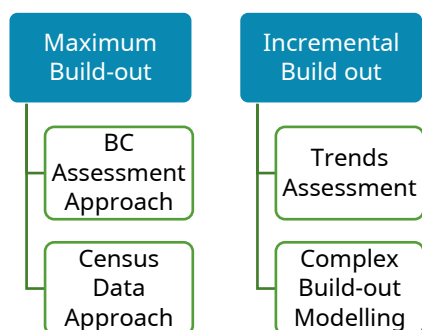 Maximum
Build-out
BC
Assessment
Approach
Census
Data
Approach
Incremental
Build out
Trends
Assessment
Complex
Build-out
Modelling